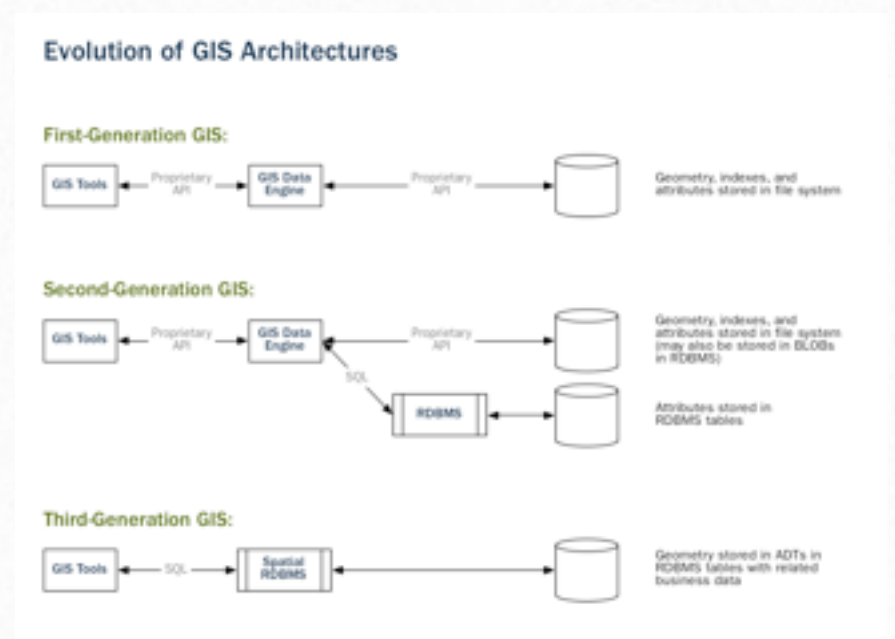 Evolution of GIS Architectures
First-Generation GIS:
GIS Tools
Proprietary
API
GIS Data
Engine
Proprietary
API
Geometry, indexes, and
attributes stored in file system
Second-Generation GIS:
GIS Tools
Proprietary
API
GIS Data
Engine
Proprietary
API
Geometry, indexes, and
attributes stored in file system
(may also be stored in BLOBs
in RDBMS)
SQL
RDBMS
Attributes stored in
RDBMS tables
Third-Generation GIS:
GIS Tools
SQL
Spatial
RDBMS
Geometry stored in ADTs in
RDBMS tables with related
business data